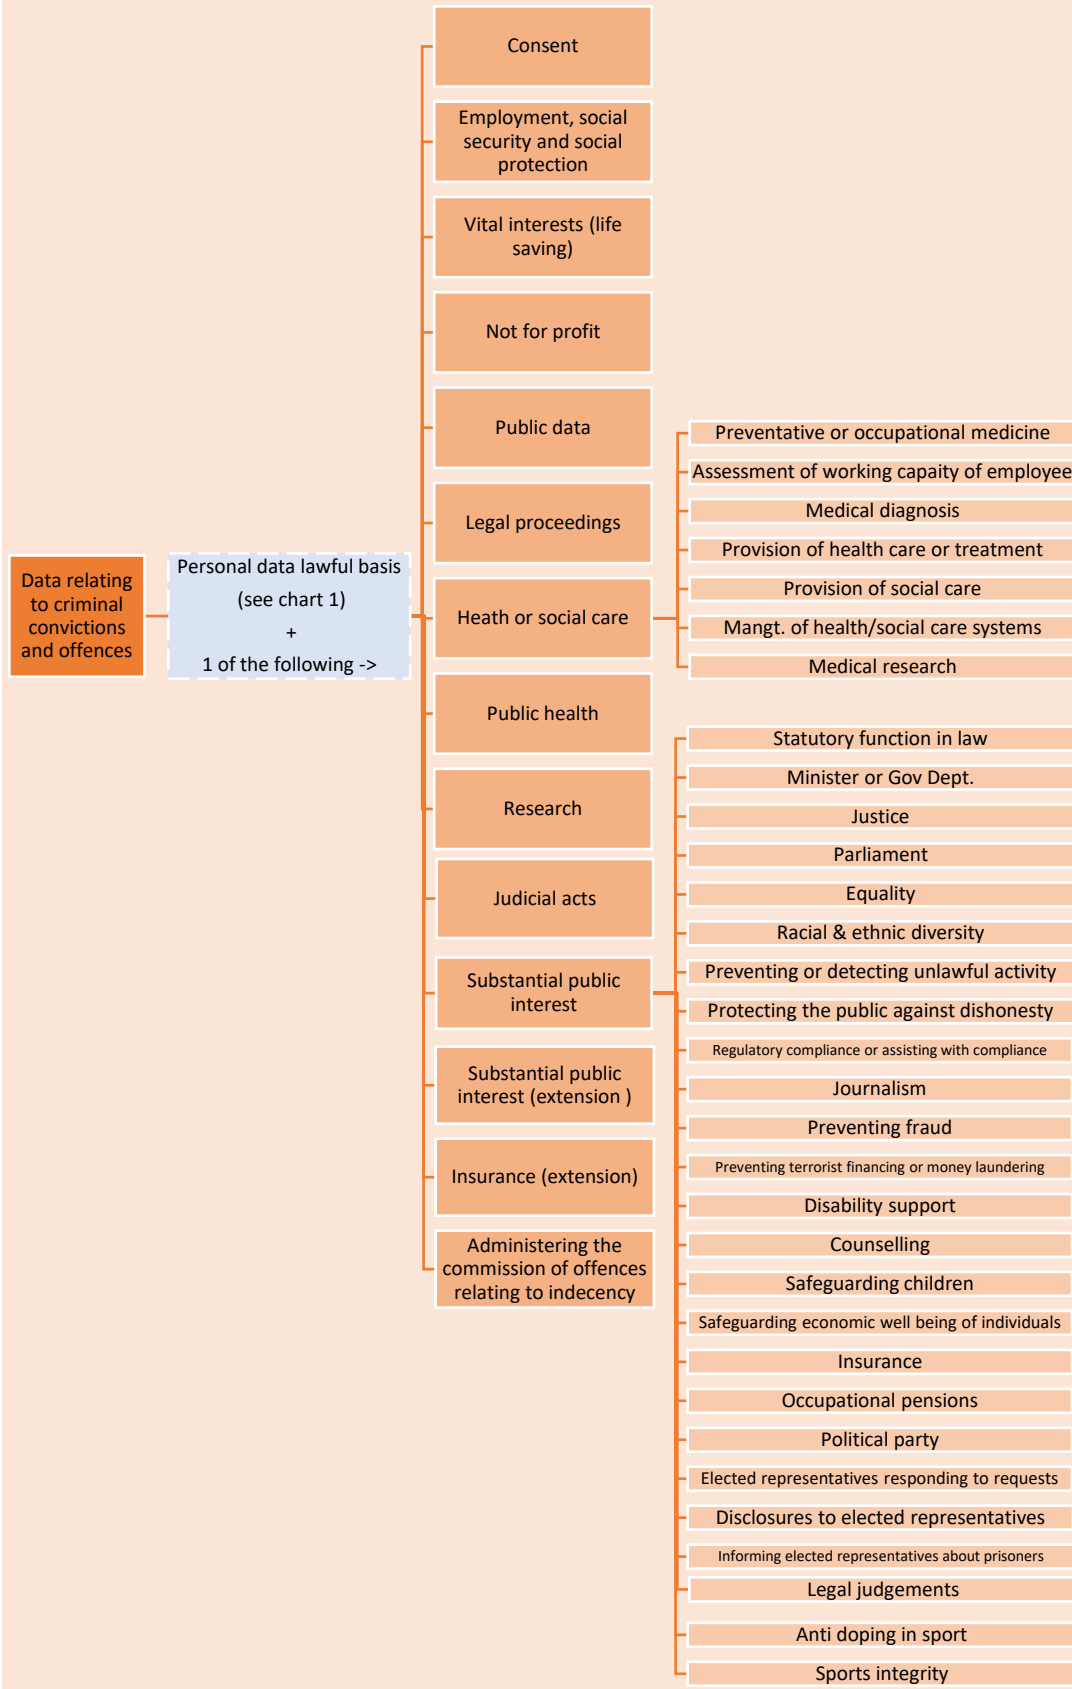 Data relating
to criminal
convictions
and offences
Personal data lawful basis
(see chart 1)
+
1 of the following ->
Consent
Employment, social
security and social
protection
Vital interests (life
saving)
Not for profit
Public data
Legal proceedings
Heath or social care
Public health
Research
Judicial acts
Substantial public
interest
Substantial public
interest (extension )
Insurance (extension)
Administering the
commission of offences
relating to indecency
Preventative or occupational medicine
Assessment of working capaity of employee
Medical diagnosis
Provision of health care or treatment
Provision of social care
Mangt. of health/social care systems
Medical research
Statutory function in law
Minister or Gov Dept.
Justice
Parliament
Equality
Racial & ethnic diversity
Preventing or detecting unlawful activity
Protecting the public against dishonesty
Regulatory compliance or assisting with compliance
Journalism
Preventing fraud
Preventing terrorist financing or money laundering
Disability support
Counselling
Safeguarding children
Safeguarding economic well being of individuals
Insurance
Occupational pensions
Political party
Elected representatives responding to requests
Disclosures to elected representatives
Informing elected representatives about prisoners
Legal judgements
Anti doping in sport
Sports integrity